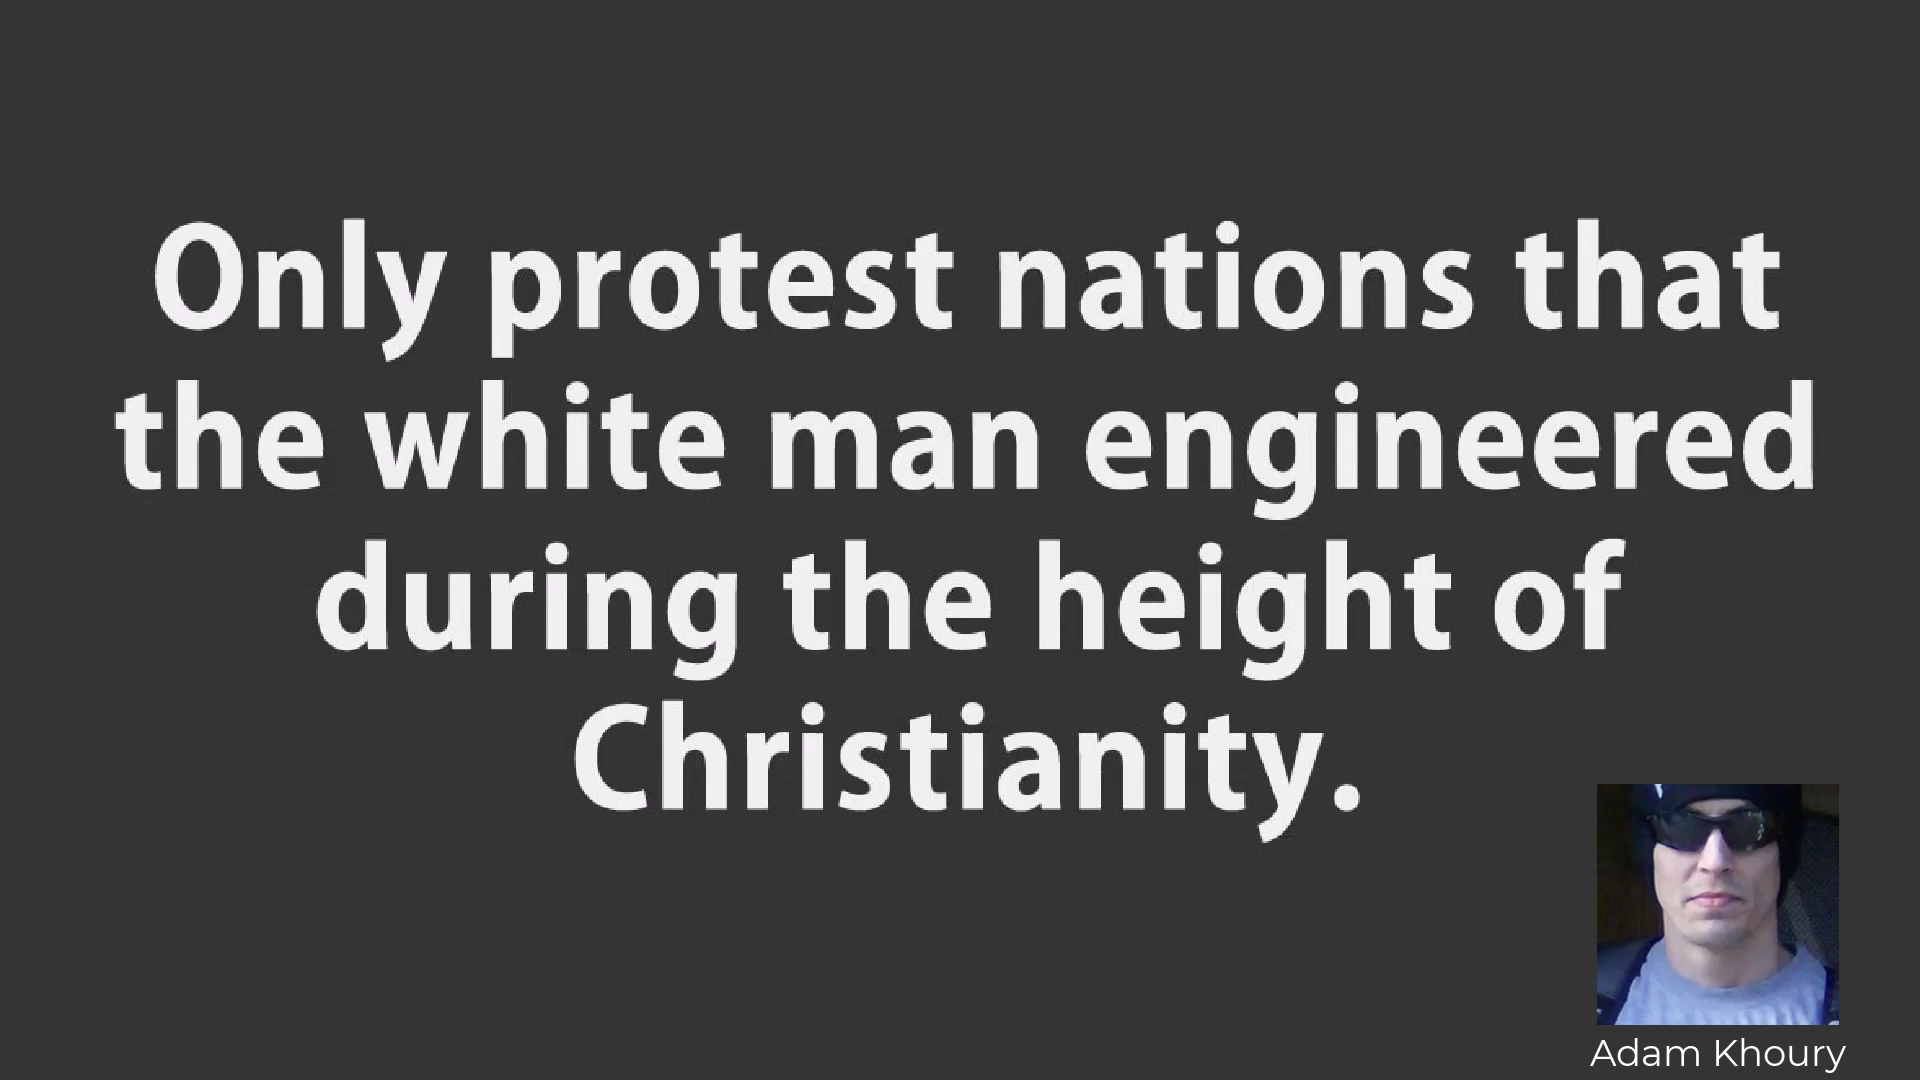 Only protest nations that
the white man engineered
during the height of
Christianity.
Adam Khoury